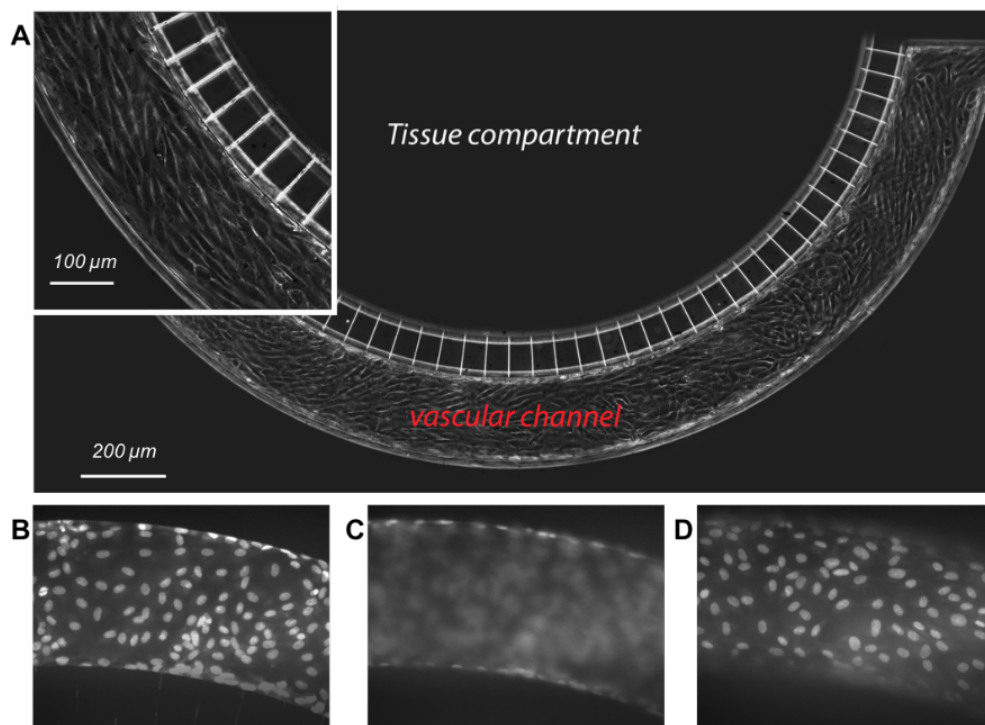 A
Tissue compartment
100 µm
vascular channel
200 µm
B
C
D